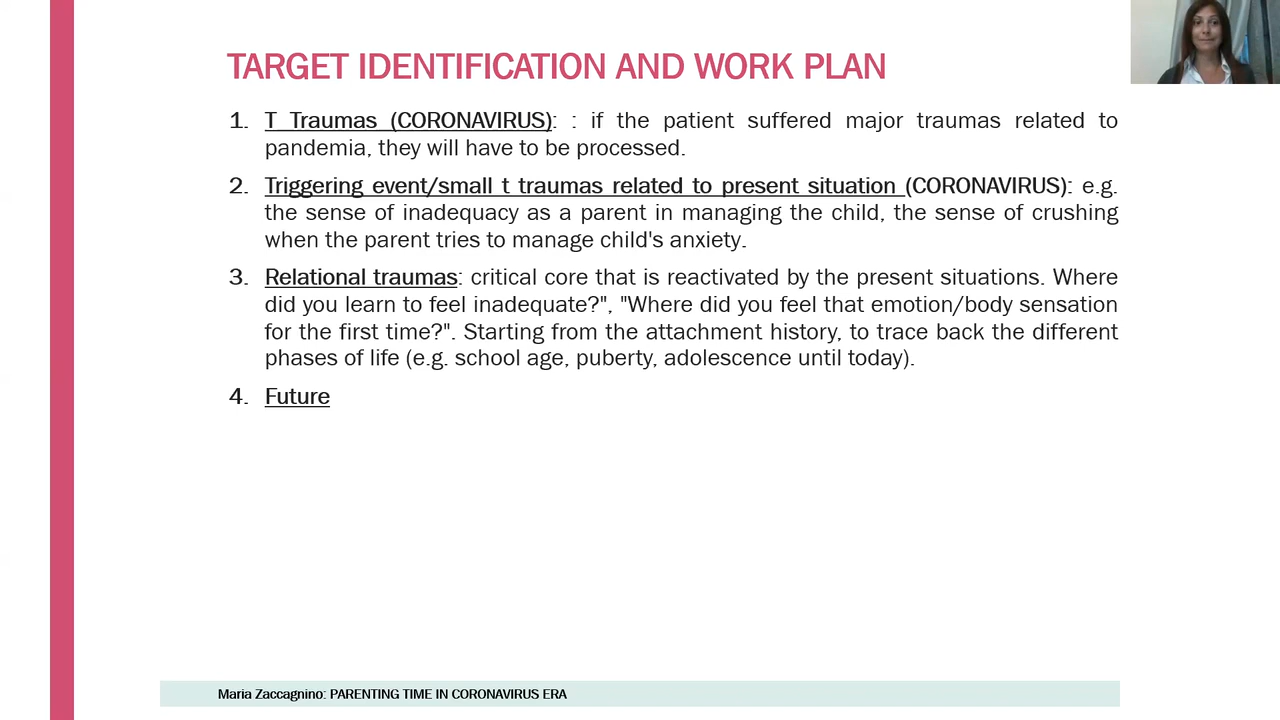 TARGET IDENTIFICATION AND WORK PLAN
1. T Traumas (CORONAVIRUS): : if the patient suffered major traumas related to
pandemia, they will have to be processed.
2. Triggering event/small t traumas related to present situation (CORONAVIRUS): e.g.
the sense of inadequacy as a parent in managing the child, the sense of crushing
when the parent tries to manage child's anxiety.
3. Relational traumas: critical core that is reactivated by the present situations. Where
did you learn to feel inadequate?", "Where did you feel that emotion/body sensation
for the first time?". Starting from the attachment history, to trace back the different
phases of life (e.g. school age, puberty, adolescence until today).
4. Future
Maria Zaccagnino: PARENTING TIME IN CORONAVIRUS ERA